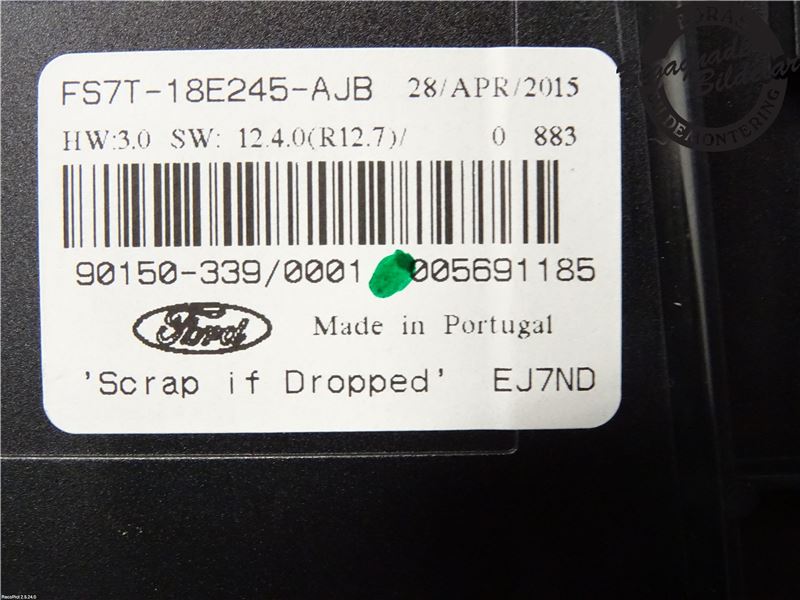 FS7T-18E245-AJB 28/APR/2015
HW:3.0 SW: 12.4.0(R12.7)/ 0 883
90150-339/0001 005691185
Ford Made in Portugal
'Scrap if Dropped' EJ7ND
DEMONTERING